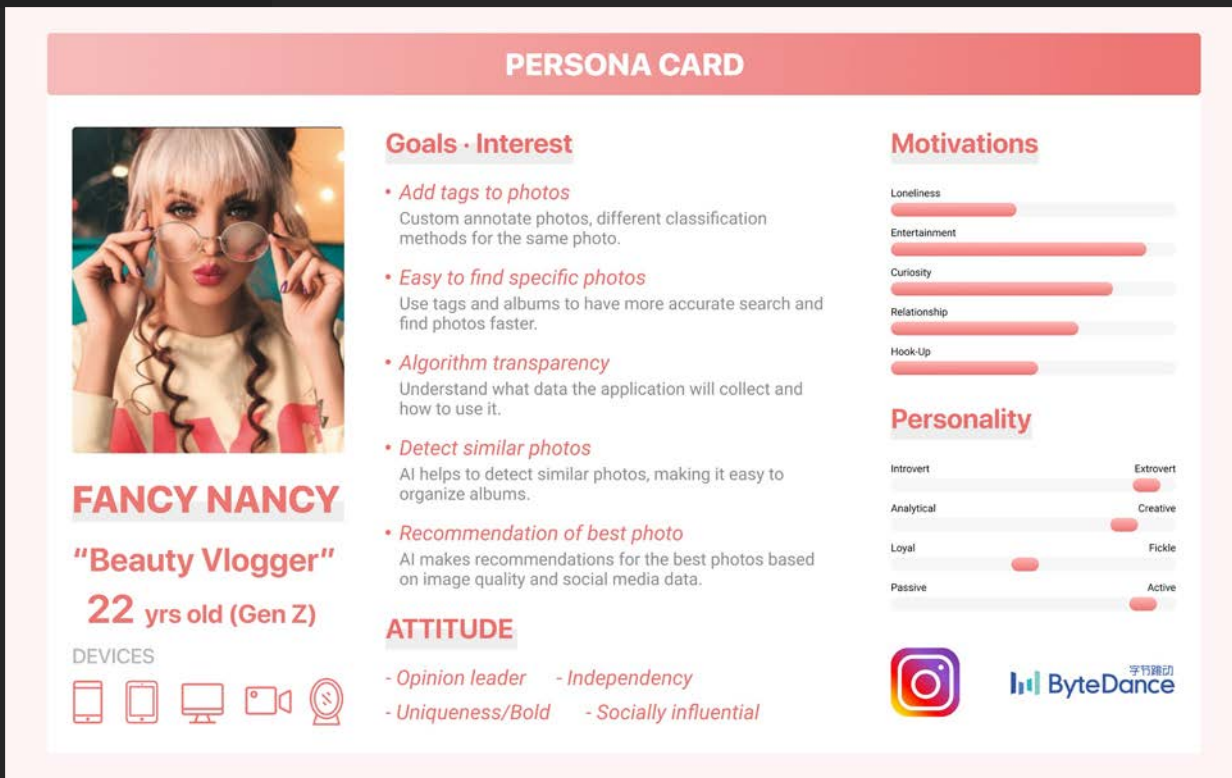 PERSONA CARD
FANCY NANCY
“Beauty Vlogger”
22 yrs old (Gen Z)
DEVICES
Goals · Interest
• Add tags to photos
Custom annotate photos, different classification
methods for the same photo.
• Easy to find specific photos
Use tags and albums to have more accurate search and
find photos faster.
• Algorithm transparency
Understand what data the application will collect and
how to use it.
• Detect similar photos
AI helps to detect similar photos, making it easy to
organize albums.
• Recommendation of best photo
AI makes recommendations for the best photos based
on image quality and social media data.
ATTITUDE
- Opinion leader - Independency
- Uniqueness/Bold - Socially influential
Motivations
Loneliness
Entertainment
Curiosity
Relationship
Hook-Up
Personality
Introvert Extrovert
Analytical Creative
Loyal Fickle
Passive Active
字节跳动
ByteDance